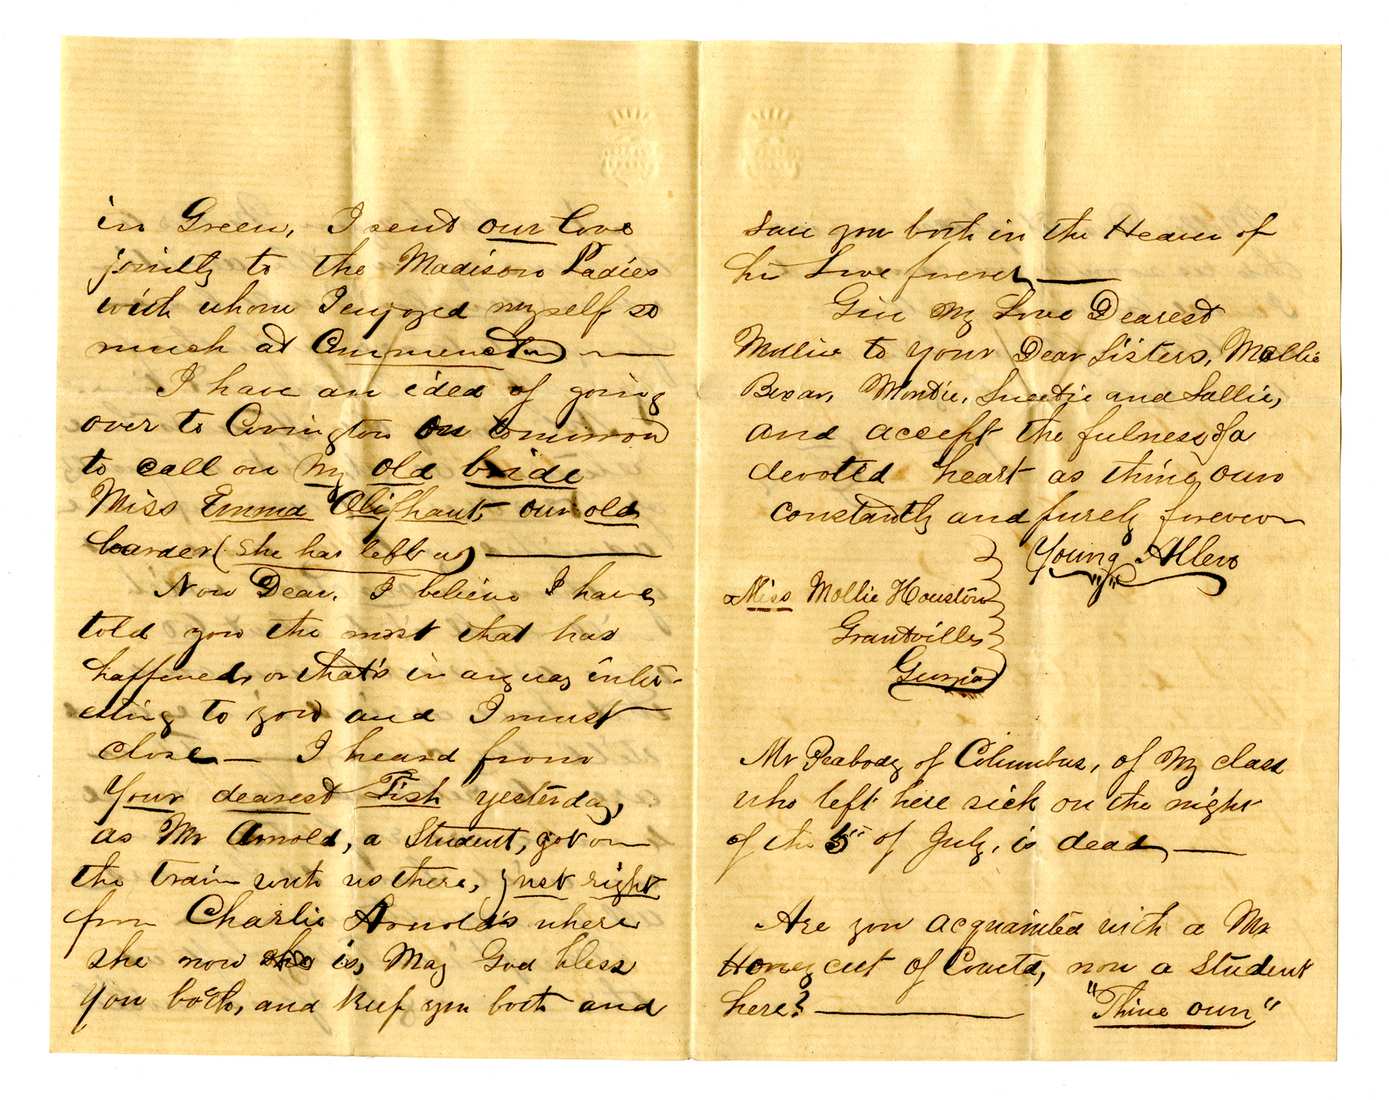 in Green, I sent our love
jointly to the Madison Ladies
with whom I enjoyed myself so
much at Commencement —
I have an idea of going
over to Covington on tomorrow
to call on my old bride
Miss Emma Oliphant, our old
boarder (she has left us) —
Now Dear, I believe I have
told you the most that has
happened, or that's in any way inter-
esting to you and I must
close — I heard from
Your dearest Fish yesterday,
as Mr Arnold, a Student, got on
the train with us there, just right
from Charlie Arnold's where
she now is, May God bless
you both, and keep you both and
save you both in the Heaven of
his Love forever —
Give My Love Dearest
Mollie to your Dear Sisters, Mollie
Bexar, Mondie, Sweetie and Sallie,
and accept the fulness of a
devoted heart as thine own
constantly and purely forever
Young Allen
"J"
Miss Mollie Houston
Grantville
Georgia
Mr Peabody of Columbus, of My class
who left here sick on the night
of the 5" of July, is dead, —
Are you acquainted with a Mr
Honeycut of Coweta, now a Student
here? —
"Thine own"